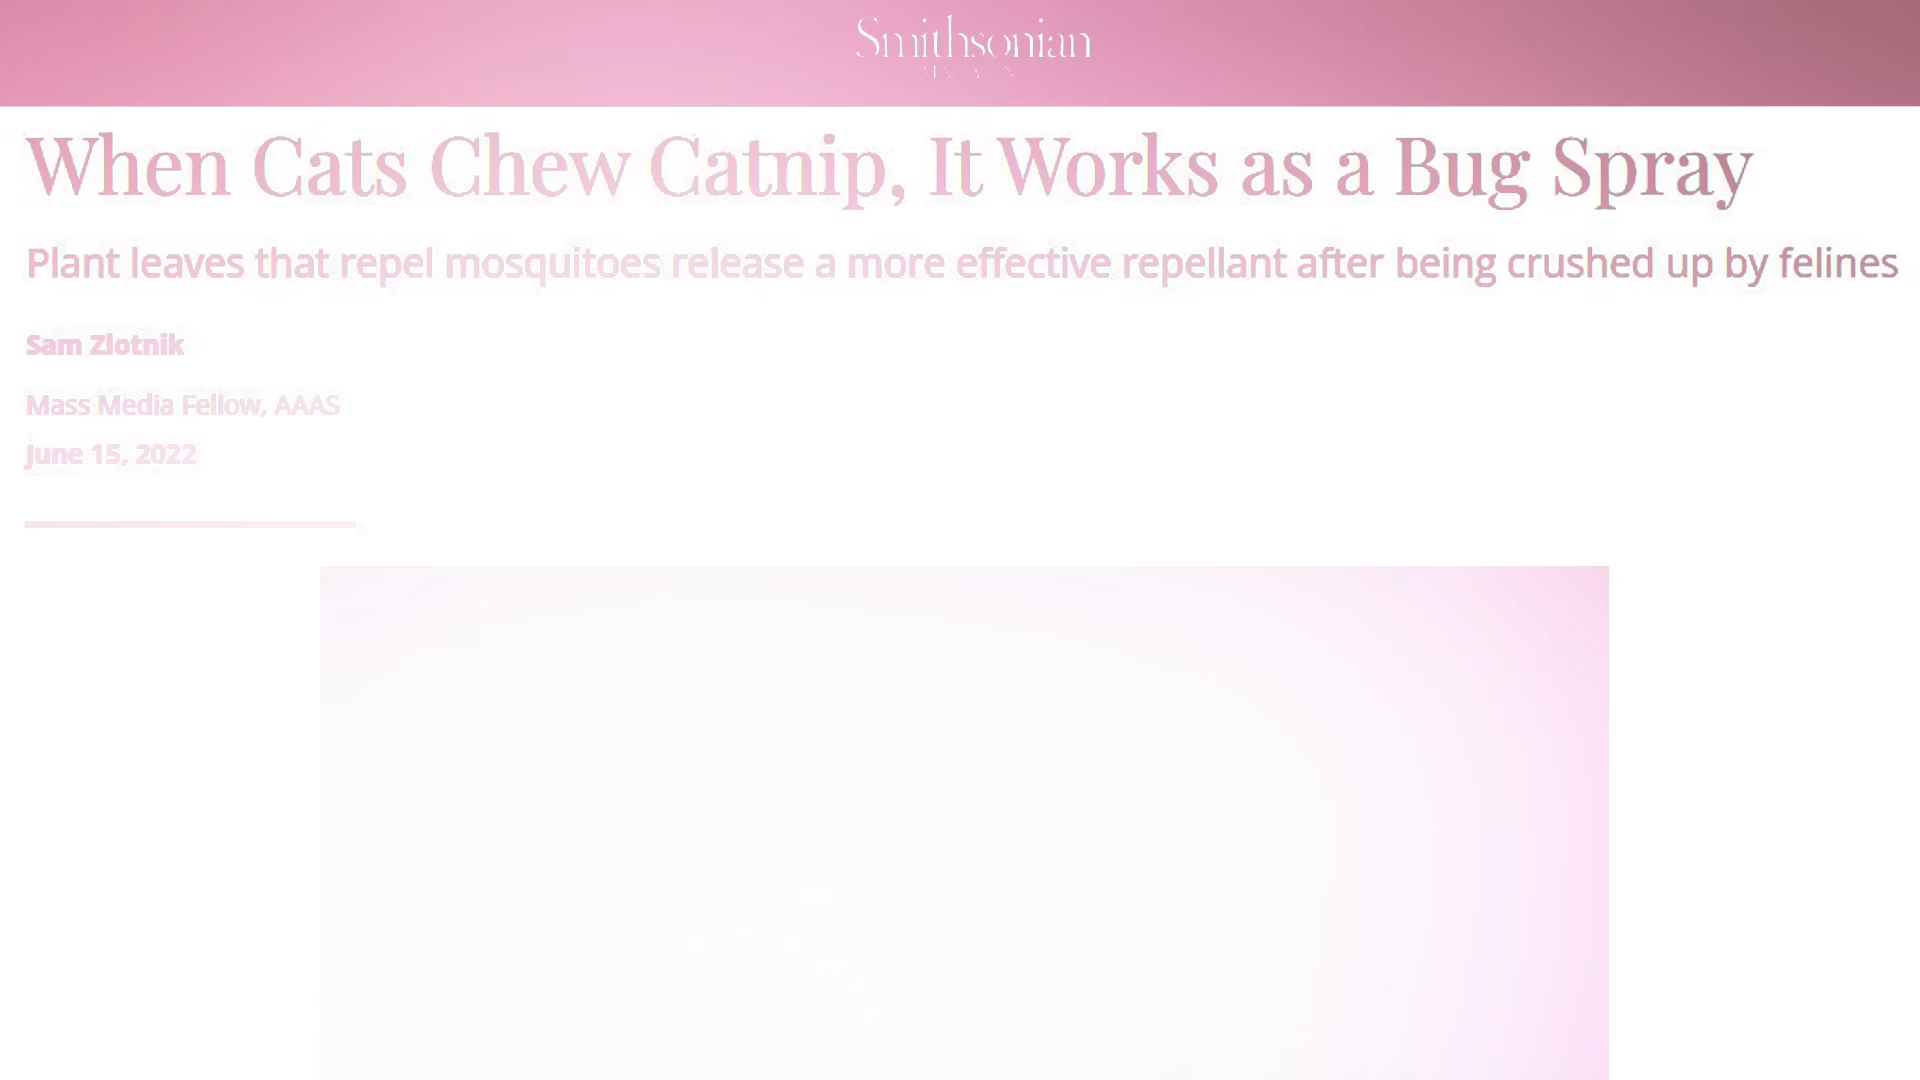 Smithsonian
When Cats Chew Catnip, It Works as a Bug Spray
Plant leaves that repel mosquitoes release a more effective repellant after being crushed up by felines
Sam Zlotnik
Mass Media Fellow, AAAS
June 15, 2022